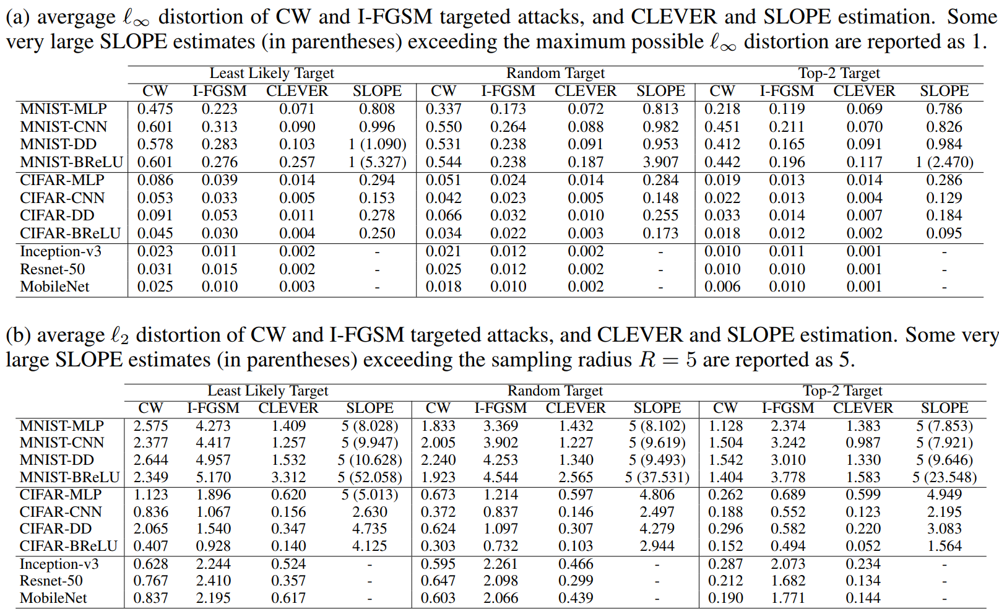 (a) avergage ℓ∞ distortion of CW and I-FGSM targeted attacks, and CLEVER and SLOPE estimation. Some
very large SLOPE estimates (in parentheses) exceeding the maximum possible ℓ∞ distortion are reported as 1.
Least Likely Target Random Target Top-2 Target
CW I-FGSM CLEVER SLOPE CW I-FGSM CLEVER SLOPE CW I-FGSM CLEVER SLOPE
MNIST-MLP 0.475 0.223 0.071 0.808 0.337 0.173 0.072 0.813 0.218 0.119 0.069 0.786
MNIST-CNN 0.601 0.313 0.090 0.996 0.550 0.264 0.088 0.982 0.451 0.211 0.070 0.826
MNIST-DD 0.578 0.283 0.103 1 (1.090) 0.531 0.238 0.091 0.953 0.412 0.165 0.091 0.984
MNIST-BReLU 0.601 0.276 0.257 1 (5.327) 0.544 0.238 0.187 3.907 0.442 0.196 0.117 1 (2.470)
CIFAR-MLP 0.086 0.039 0.014 0.294 0.051 0.024 0.014 0.284 0.019 0.013 0.014 0.286
CIFAR-CNN 0.053 0.033 0.005 0.153 0.042 0.023 0.005 0.148 0.022 0.013 0.004 0.129
CIFAR-DD 0.091 0.053 0.011 0.278 0.066 0.032 0.010 0.255 0.033 0.014 0.007 0.184
CIFAR-BReLU 0.045 0.030 0.004 0.250 0.034 0.022 0.003 0.173 0.018 0.012 0.002 0.095
Inception-v3 0.023 0.011 0.002 - 0.021 0.012 0.002 - 0.010 0.011 0.001 -
Resnet-50 0.031 0.015 0.002 - 0.025 0.012 0.002 - 0.010 0.010 0.001 -
MobileNet 0.025 0.010 0.003 - 0.018 0.010 0.002 - 0.006 0.010 0.001 -
(b) average ℓ2 distortion of CW and I-FGSM targeted attacks, and CLEVER and SLOPE estimation. Some very
large SLOPE estimates (in parentheses) exceeding the sampling radius R = 5 are reported as 5.
Least Likely Target Random Target Top-2 Target
CW I-FGSM CLEVER SLOPE CW I-FGSM CLEVER SLOPE CW I-FGSM CLEVER SLOPE
MNIST-MLP 2.575 4.273 1.409 5 (8.028) 1.833 3.369 1.432 5 (8.102) 1.128 2.374 1.383 5 (7.853)
MNIST-CNN 2.377 4.417 1.257 5 (9.947) 2.005 3.902 1.227 5 (9.619) 1.504 3.242 0.987 5 (7.921)
MNIST-DD 2.644 4.957 1.532 5 (10.628) 2.240 4.253 1.340 5 (9.493) 1.542 3.010 1.330 5 (9.646)
MNIST-BReLU 2.349 5.170 3.312 5 (52.058) 1.923 4.544 2.565 5 (37.531) 1.404 3.778 1.583 5 (23.548)
CIFAR-MLP 1.123 1.896 0.620 5 (5.013) 0.673 1.214 0.597 4.806 0.262 0.689 0.599 4.949
CIFAR-CNN 0.836 1.067 0.156 2.630 0.372 0.837 0.146 2.497 0.188 0.552 0.123 2.195
CIFAR-DD 2.065 1.540 0.347 4.735 0.624 1.097 0.307 4.279 0.296 0.582 0.220 3.083
CIFAR-BReLU 0.407 0.928 0.140 4.125 0.303 0.732 0.103 2.944 0.152 0.494 0.052 1.564
Inception-v3 0.628 2.244 0.524 - 0.595 2.261 0.466 - 0.287 2.073 0.234 -
Resnet-50 0.767 2.410 0.357 - 0.647 2.098 0.299 - 0.212 1.682 0.134 -
MobileNet 0.837 2.195 0.617 - 0.603 2.066 0.439 - 0.190 1.771 0.144 -